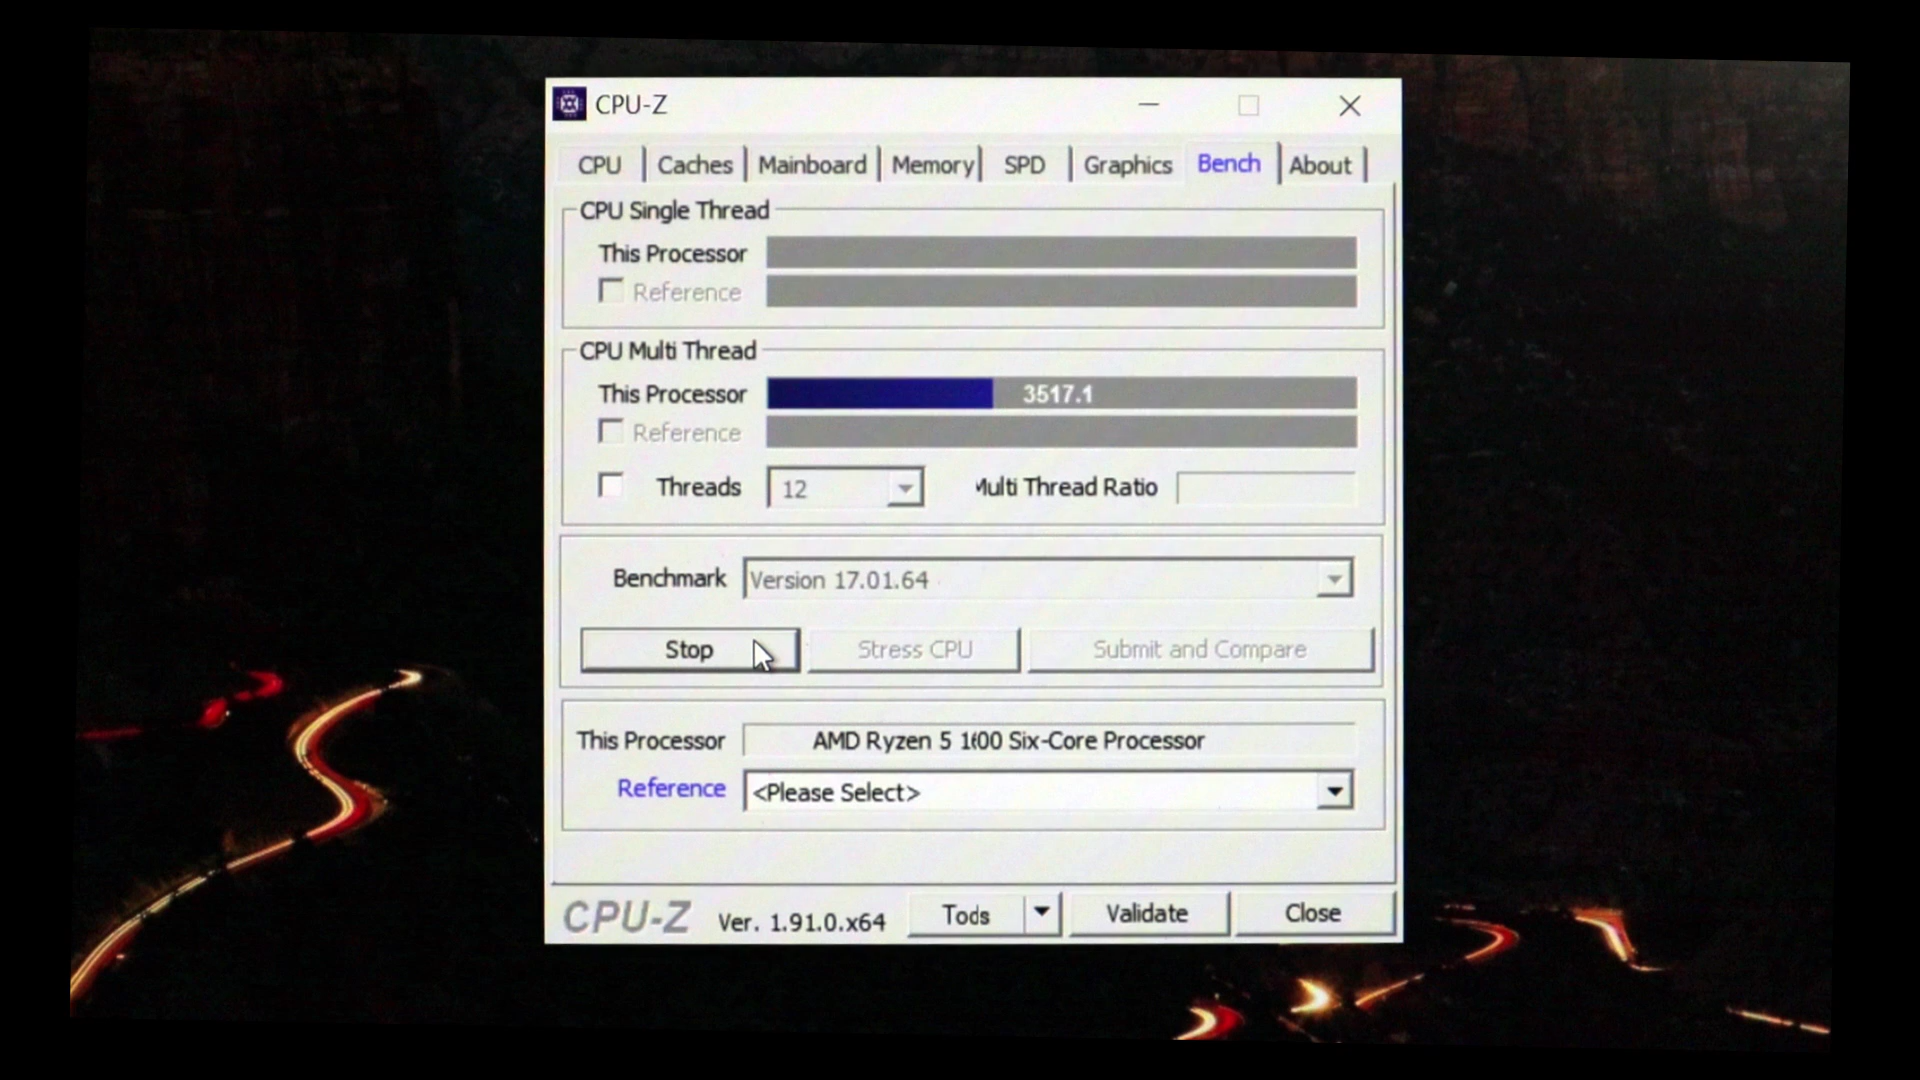 CPU-Z
CPU Caches Mainboard Memory SPD Graphics Bench About
CPU Single Thread
This Processor
Reference
CPU Multi Thread
This Processor 3517.1
Reference
Threads 12 Multi Thread Ratio
Benchmark Version 17.01.64
Stop Stress CPU Submit and Compare
This Processor AMD Ryzen 5 1600 Six-Core Processor
Reference <Please Select>
CPU-Z Ver. 1.91.0.x64 Tools Validate Close